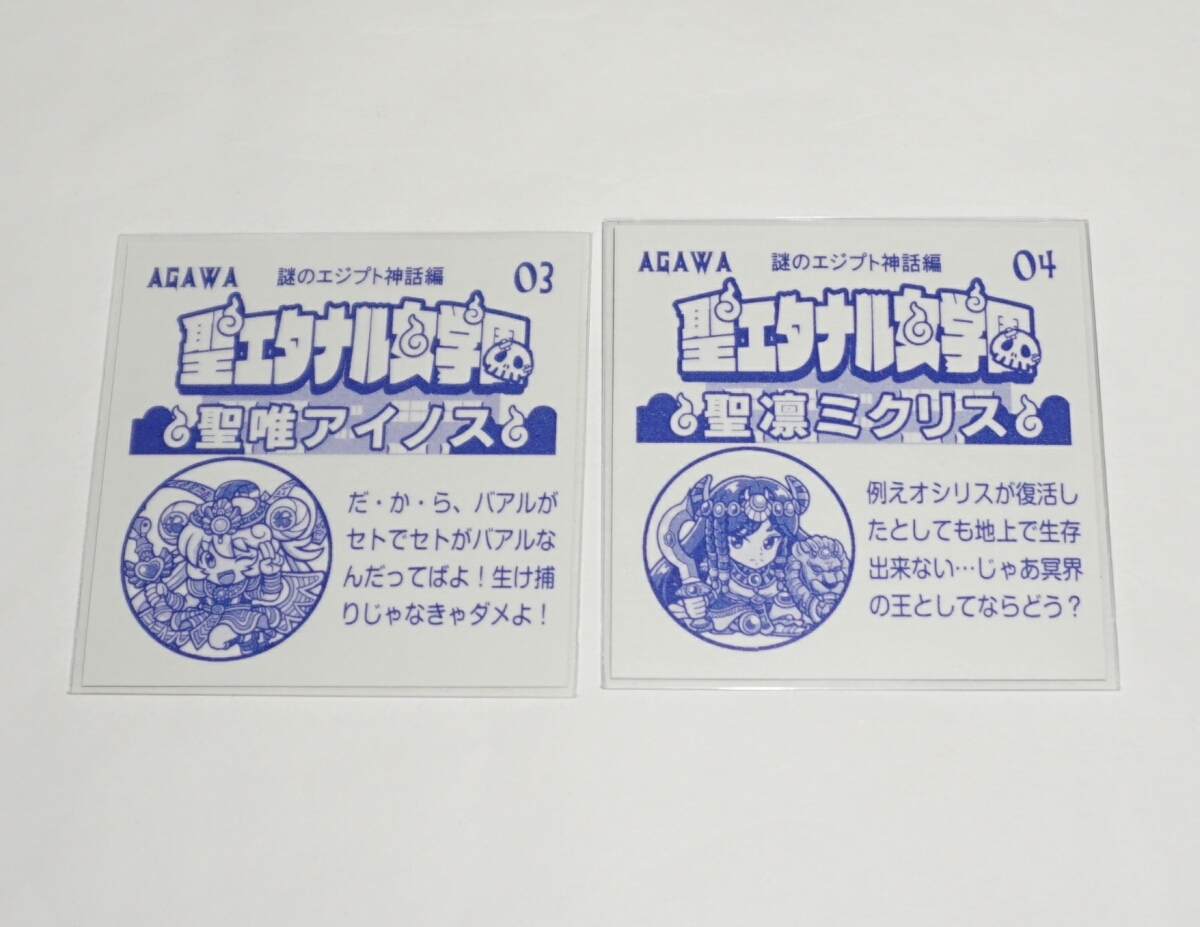 AGAWA 謎のエジプト神話編 03
聖エタナル女学園
聖唯アイノス
だ・か・ら、バアルが
セトでセトがバアルな
んだってばよ！生け捕
りじゃなきゃダメよ！
AGAWA 謎のエジプト神話編 04
聖エタナル女学園
聖凛ミクリス
例えオシリスが復活し
たとしても地上で生存
出来ない…じゃあ冥界
の王としてならどう？